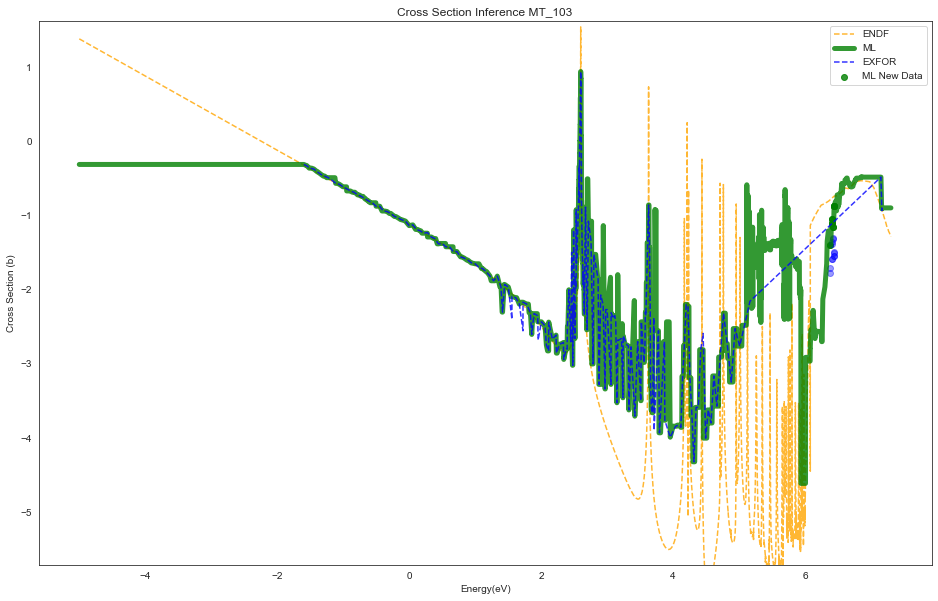 Cross Section Inference MT_103
ENDF
ML
EXFOR
ML New Data
Cross Section (b)
1
0
−1
−2
−3
−4
−5
−4
−2
0
2
4
6
Energy(eV)